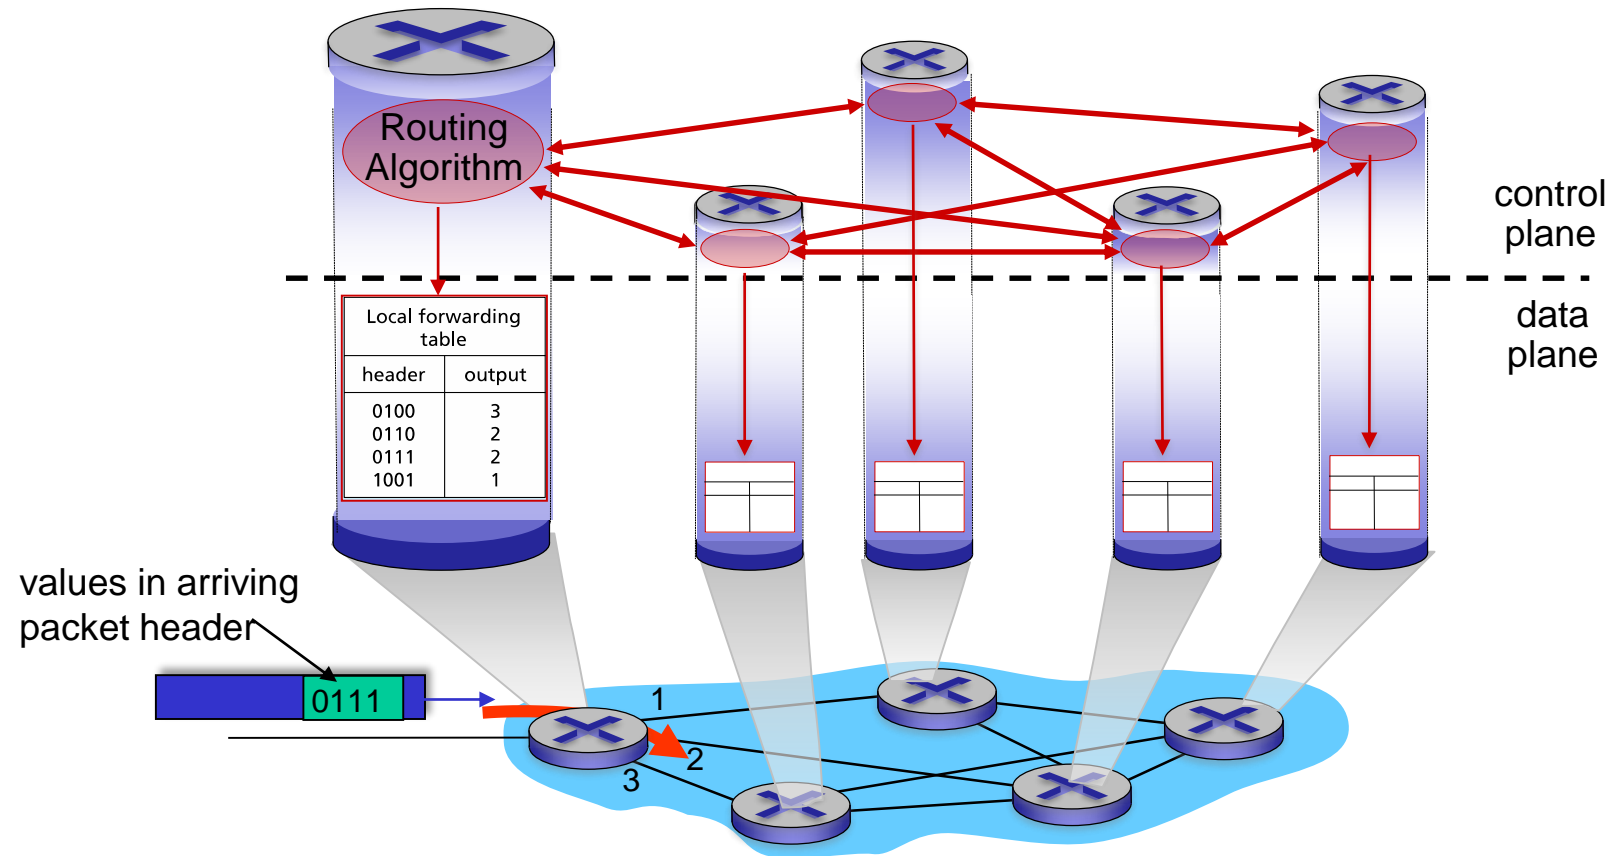 Routing
Algorithm
control
plane
data
plane
Local forwarding
table
header output
0100 3
0110 2
0111 2
1001 1
values in arriving
packet header
0111
1
2
3